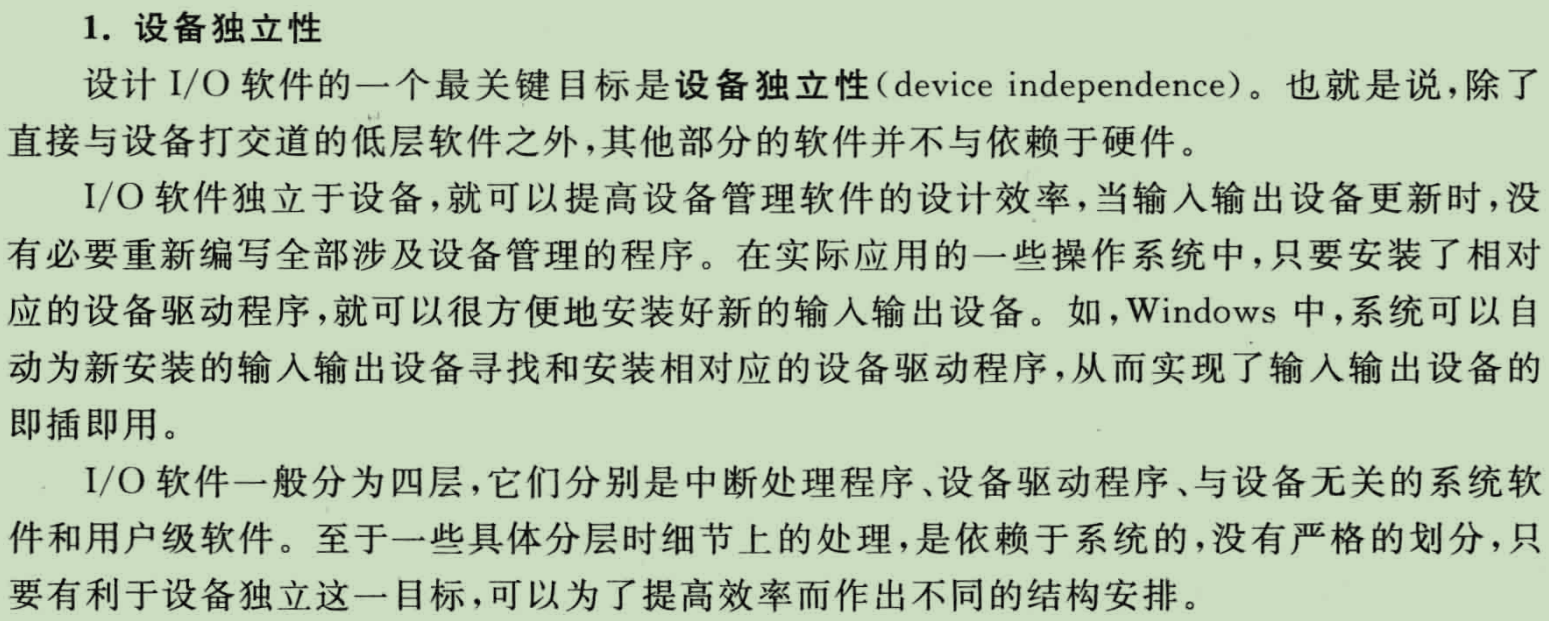 1. 设备独立性
设计 I/O 软件的一个最关键目标是设备独立性(device independence)。也就是说,除了
直接与设备打交道的低层软件之外,其他部分的软件并不与依赖于硬件。
I/O 软件独立于设备,就可以提高设备管理软件的设计效率,当输入输出设备更新时,没
有必要重新编写全部涉及设备管理的程序。在实际应用的一些操作系统中,只要安装了相对
应的设备驱动程序,就可以很方便地安装好新的输入输出设备。如,Windows 中,系统可以自
动为新安装的输入输出设备寻找和安装相对应的设备驱动程序,从而实现了输入输出设备的
即插即用。
I/O 软件一般分为四层,它们分别是中断处理程序、设备驱动程序、与设备无关的系统软
件和用户级软件。至于一些具体分层时细节上的处理,是依赖于系统的,没有严格的划分,只
要有利于设备独立这一目标,可以为了提高效率而作出不同的结构安排。